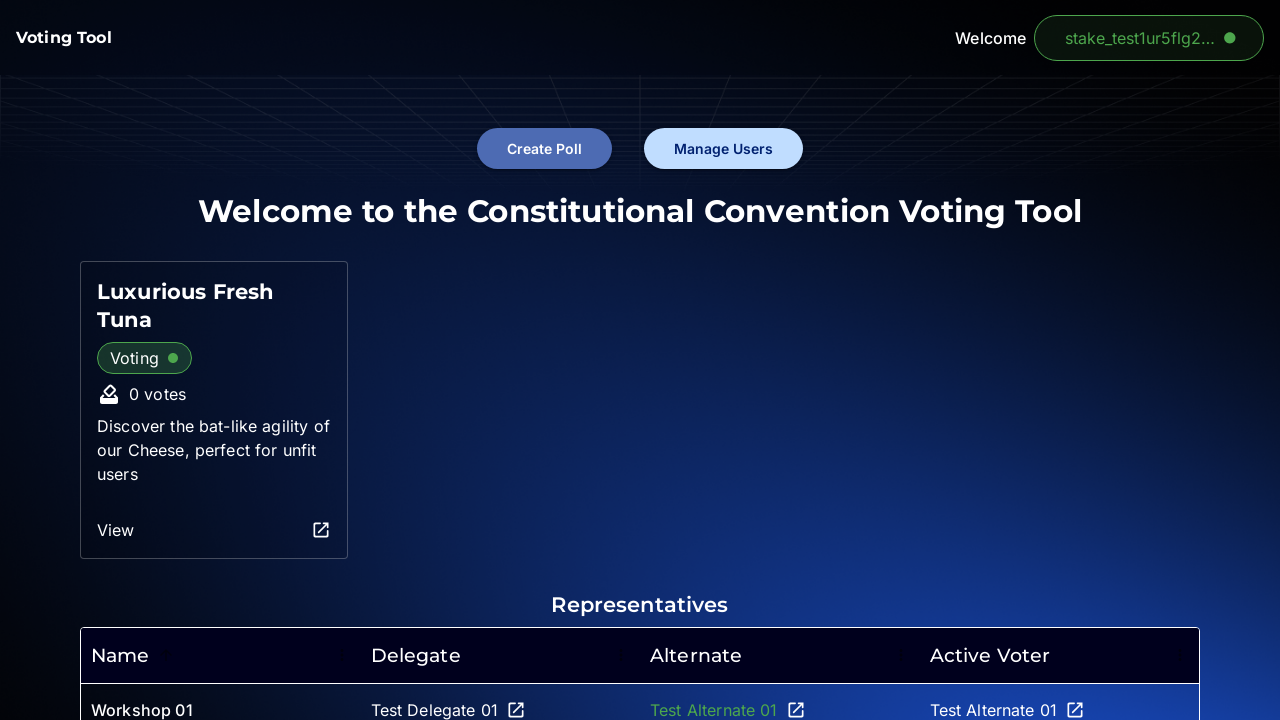 Voting Tool
Welcome
stake_test1ur5flg2...
Create Poll
Manage Users
Welcome to the Constitutional Convention Voting Tool
Luxurious Fresh
Tuna
Voting
0 votes
Discover the bat-like agility of
our Cheese, perfect for unfit
users
View
Representatives
Name Delegate Alternate Active Voter
Workshop 01 Test Delegate 01 Test Alternate 01 Test Alternate 01